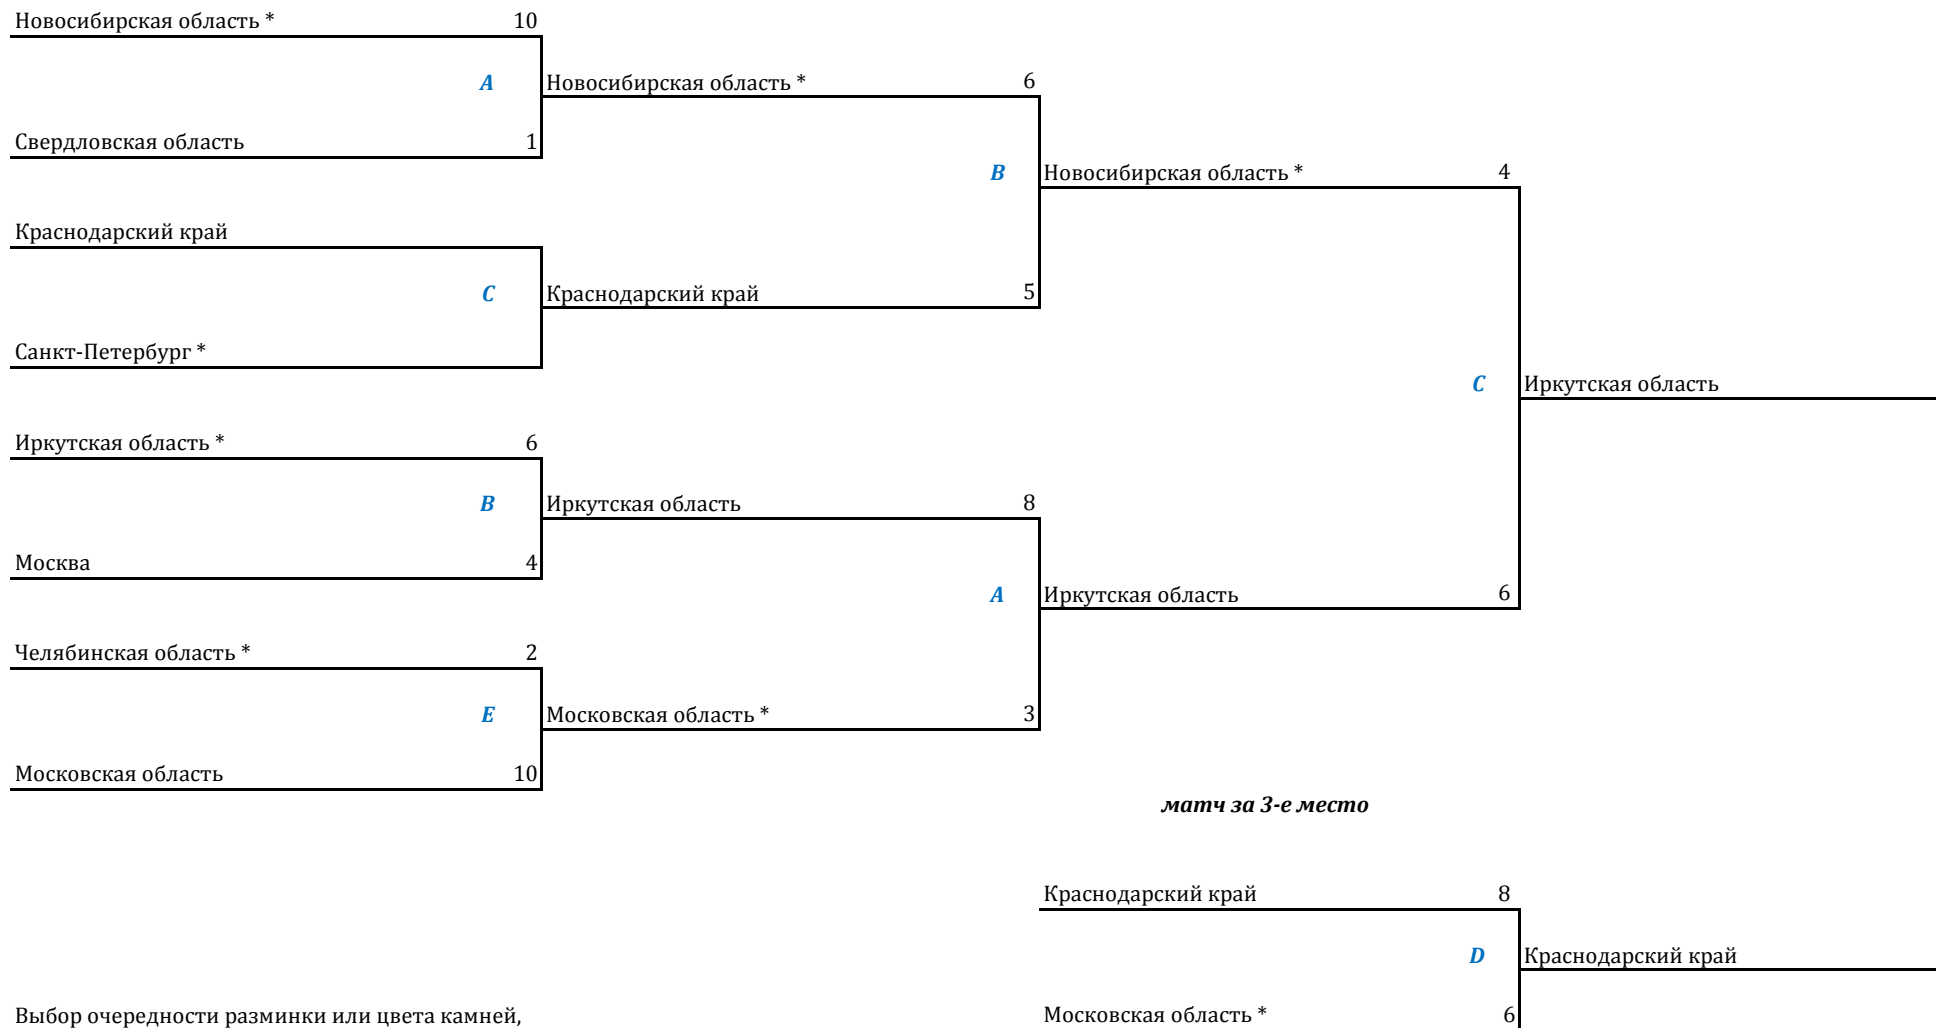 Новосибирская область * 10
A Новосибирская область * 6
Свердловская область 1
B Новосибирская область * 4
Краснодарский край
C Краснодарский край 5
Санкт-Петербург *
C Иркутская область
Иркутская область * 6
B Иркутская область 8
Москва 4
A Иркутская область 6
Челябинская область * 2
E Московская область * 3
Московская область 10
матч за 3-е место
Краснодарский край 8
D Краснодарский край
Выбор очередности разминки или цвета камней, Московская область * 6